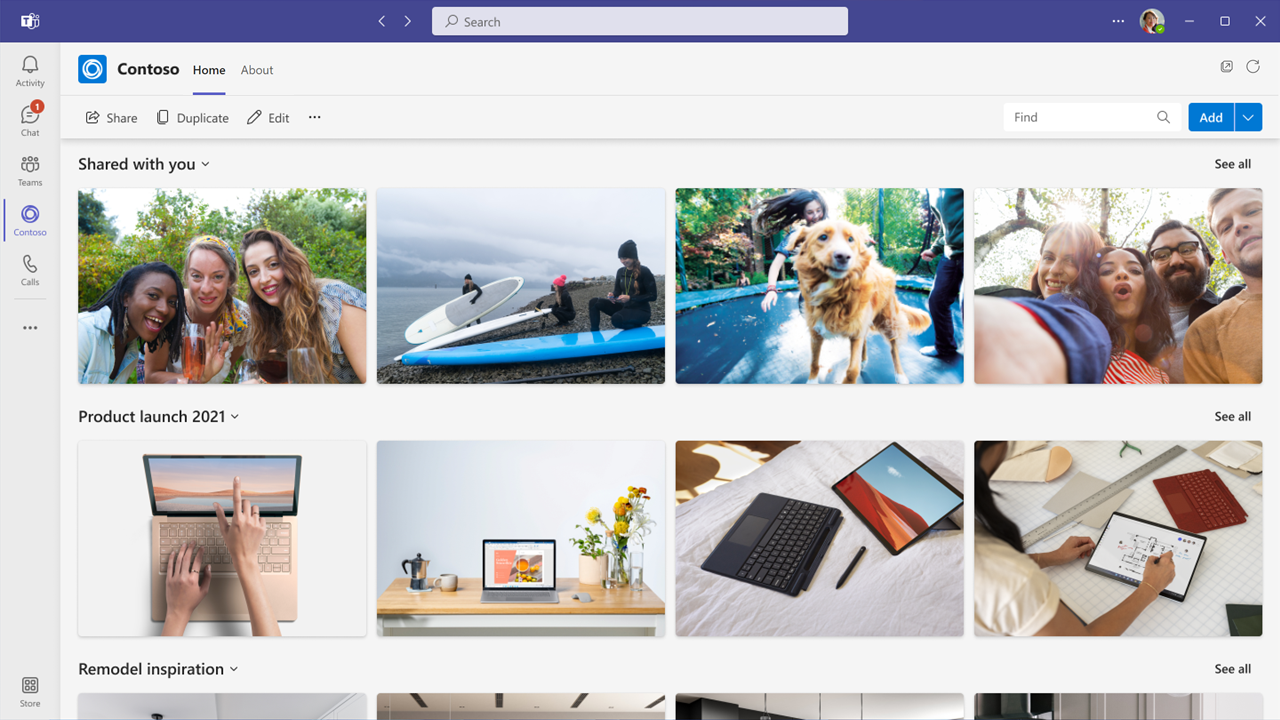 Search
Activity
1
Chat
Teams
Contoso
Calls
Store
Contoso Home About
Share Duplicate Edit
Find
Add
Shared with you See all
Product launch 2021 See all
Remodel inspiration See all